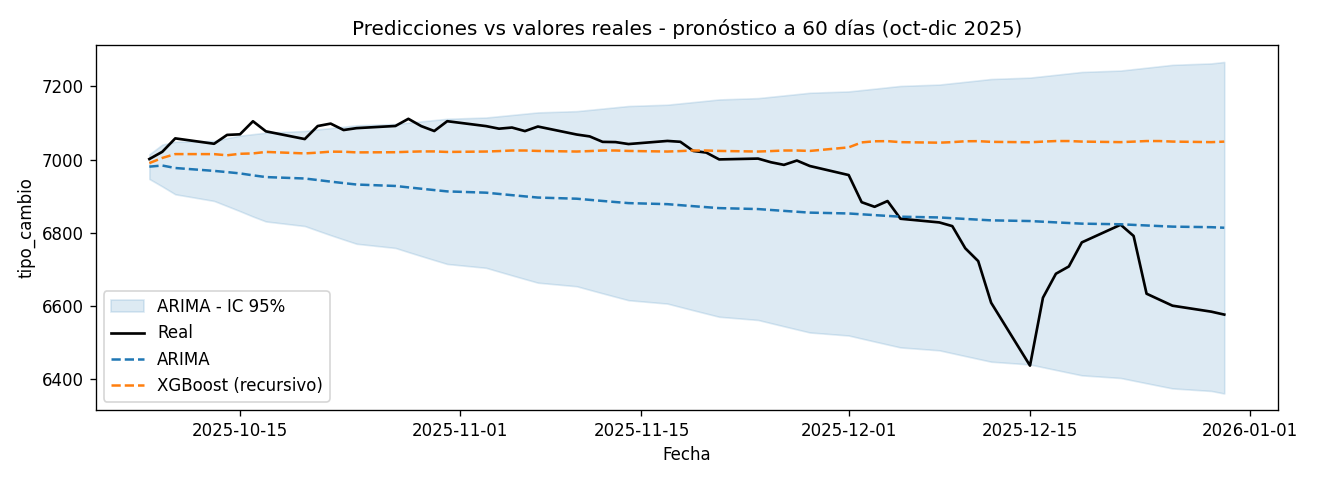 Predicciones vs valores reales - pronóstico a 60 días (oct-dic 2025)
tipo_cambio
7200
7000
6800
6600
6400
ARIMA - IC 95%
Real
ARIMA
XGBoost (recursivo)
2025-10-15
2025-11-01
2025-11-15
2025-12-01
2025-12-15
2026-01-01
Fecha